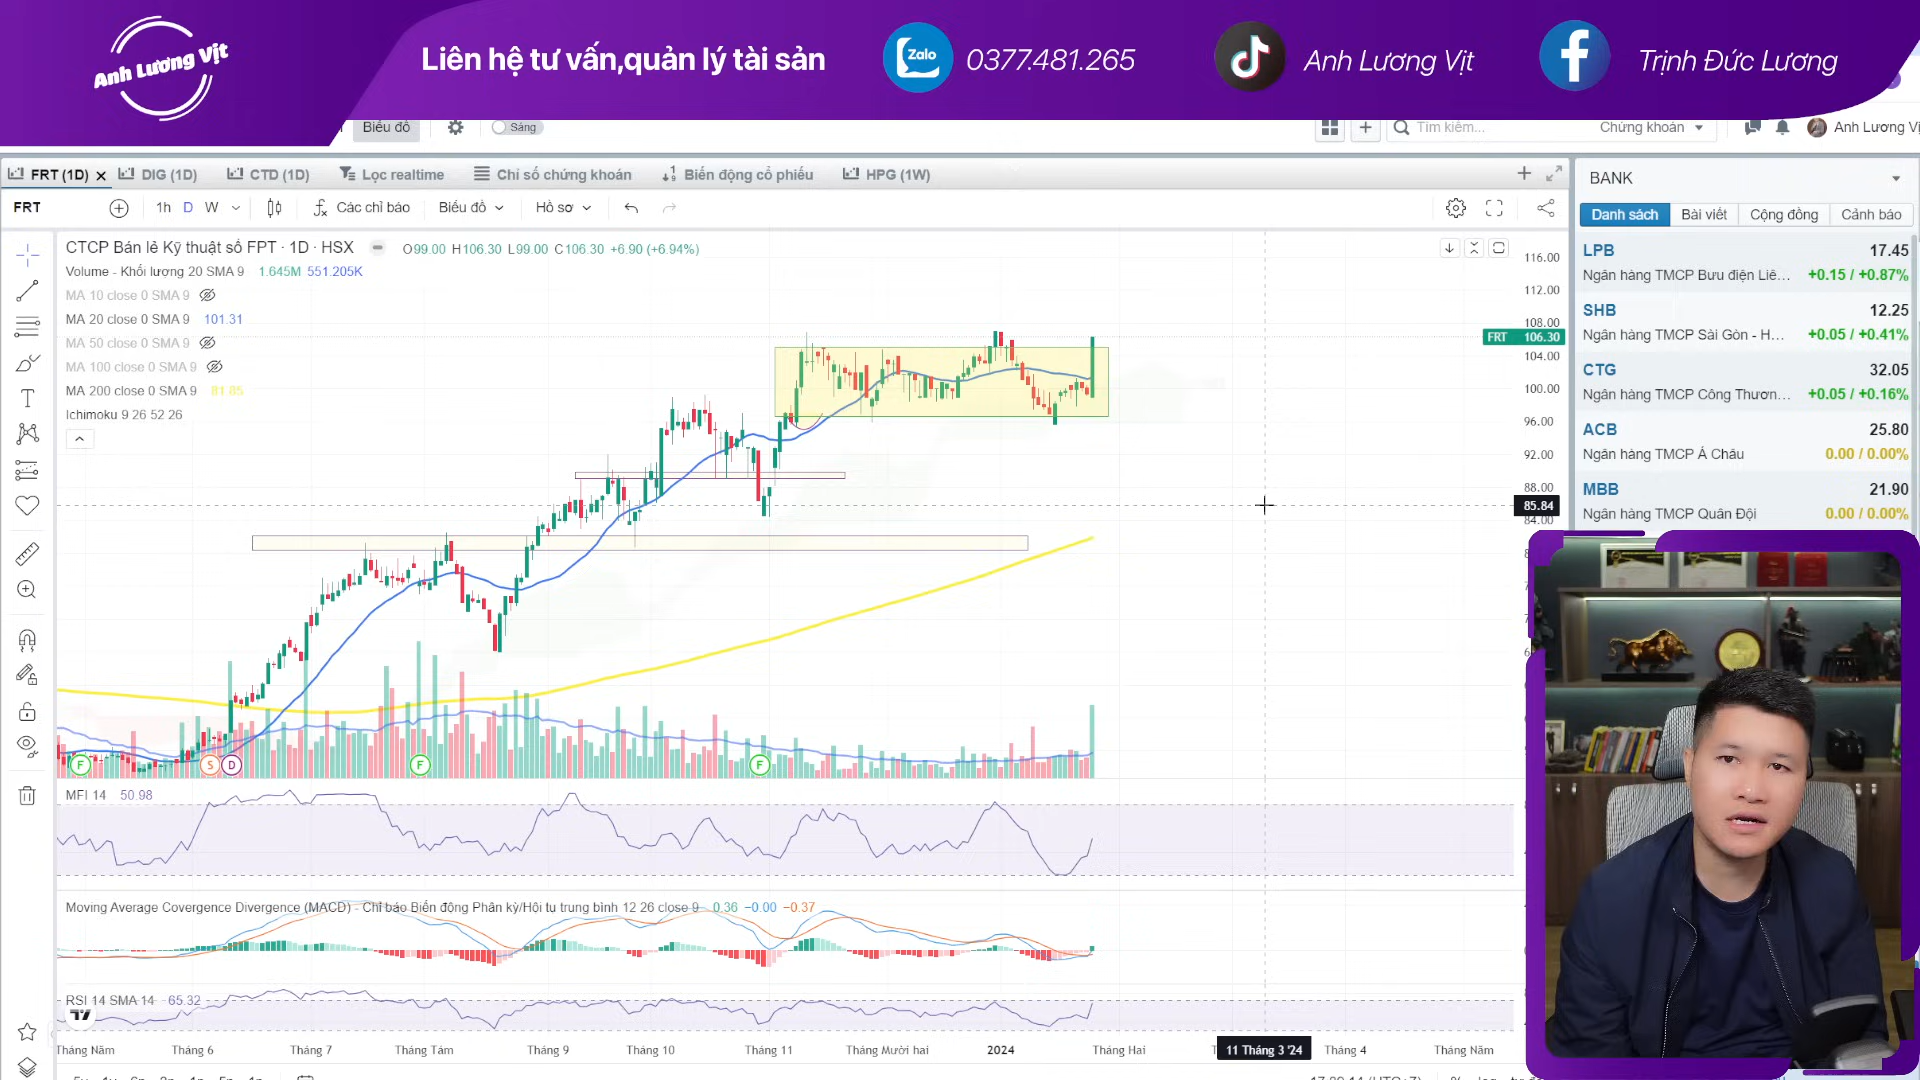 Anh Lương Vịt
Liên hệ tư vấn,quản lý tài sản
Zalo
0377.481.265
Anh Lương Vịt
Trịnh Đức Lương
Biểu đồ
Sáng
Tìm kiếm...
Chứng khoán
Anh Lương Vị
FRT (1D)
DIG (1D)
CTD (1D)
Lọc realtime
Chỉ số chứng khoán
Biến động cổ phiếu
HPG (1W)
FRT
1h
D
W
Các chỉ báo
Biểu đồ
Hồ sơ
CTCP Bán lẻ Kỹ thuật số FPT · 1D · HSX
O99.00 H106.30 L99.00 C106.30 +6.90 (+6.94%)
Volume - Khối lượng 20 SMA 9 1.645M 551.205K
MA 10 close 0 SMA 9
MA 20 close 0 SMA 9 101.31
MA 50 close 0 SMA 9
MA 100 close 0 SMA 9
MA 200 close 0 SMA 9 81.85
Ichimoku 9 26 52 26
116.00
112.00
108.00
FRT 106.30
104.00
100.00
96.00
92.00
88.00
85.84
84.00
F
S
D
F
F
MFI 14 50.98
Moving Average Covergence Divergence (MACD) - Chỉ báo Biến động Phân kỳ/Hội tụ trung bình 12 26 close 9 0.36 −0.00 −0.37
RSI 14 SMA 14 65.32
Tháng Năm
Tháng 6
Tháng 7
Tháng Tám
Tháng 9
Tháng 10
Tháng 11
Tháng Mười hai
2024
Tháng Hai
11 Tháng 3 '24
Tháng 4
Tháng Năm
BANK
Danh sách
Bài viết
Cộng đồng
Cảnh báo
LPB 17.45
Ngân hàng TMCP Bưu điện Liê... +0.15 / +0.87%
SHB 12.25
Ngân hàng TMCP Sài Gòn - H... +0.05 / +0.41%
CTG 32.05
Ngân hàng TMCP Công Thươn... +0.05 / +0.16%
ACB 25.80
Ngân hàng TMCP Á Châu 0.00 / 0.00%
MBB 21.90
Ngân hàng TMCP Quân Đội 0.00 / 0.00%